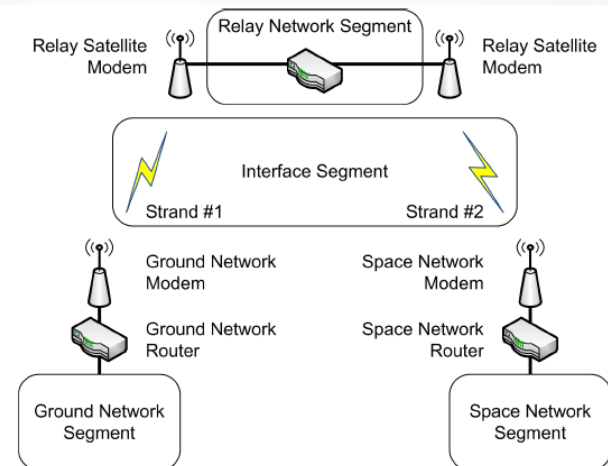 Relay Network Segment
Relay Satellite
Modem
Relay Satellite
Modem
Interface Segment
Strand #1
Strand #2
Ground Network
Modem
Space Network
Modem
Ground Network
Router
Space Network
Router
Ground Network
Segment
Space Network
Segment